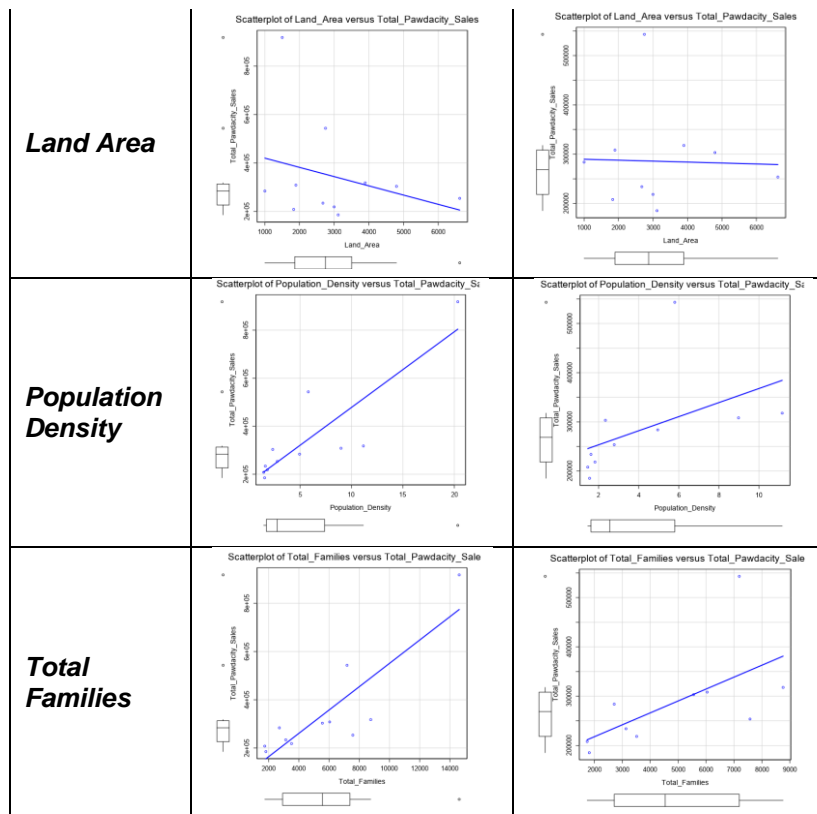 Land Area
Scatterplot of Land_Area versus Total_Pawdacity_Sales
Total_Pawdacity_Sales
8e+05
6e+05
4e+05
2e+05
1000 2000 3000 4000 5000 6000
Land_Area
Scatterplot of Land_Area versus Total_Pawdacity_Sales
Total_Pawdacity_Sales
500000
400000
300000
200000
1000 2000 3000 4000 5000 6000
Land_Area
Population
Density
Scatterplot of Population_Density versus Total_Pawdacity_Sa
Total_Pawdacity_Sales
8e+05
6e+05
4e+05
2e+05
5 10 15 20
Population_Density
Scatterplot of Population_Density versus Total_Pawdacity_Sa
Total_Pawdacity_Sales
500000
400000
300000
200000
2 4 6 8 10
Population_Density
Total
Families
Scatterplot of Total_Families versus Total_Pawdacity_Sale
Total_Pawdacity_Sales
8e+05
6e+05
4e+05
2e+05
2000 4000 6000 8000 10000 12000 14000
Total_Families
Scatterplot of Total_Families versus Total_Pawdacity_Sale
Total_Pawdacity_Sales
500000
400000
300000
200000
2000 3000 4000 5000 6000 7000 8000 9000
Total_Families